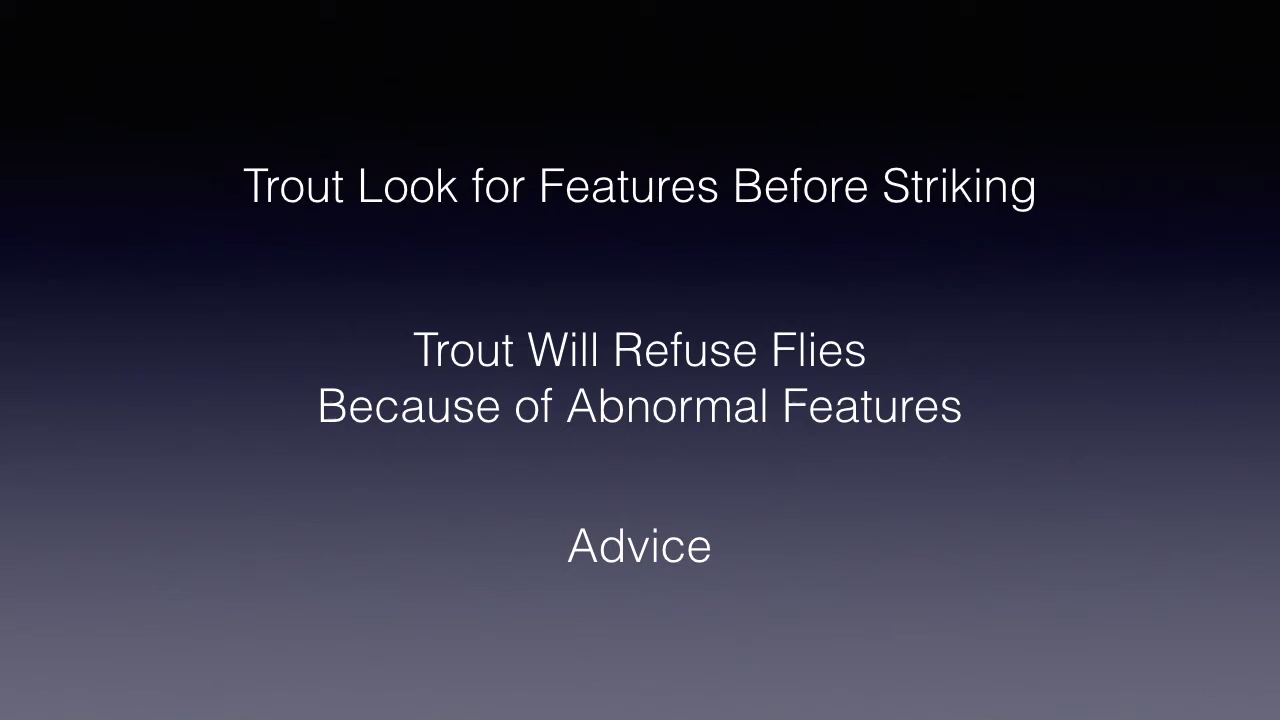 Trout Look for Features Before Striking
Trout Will Refuse Flies
Because of Abnormal Features
Advice